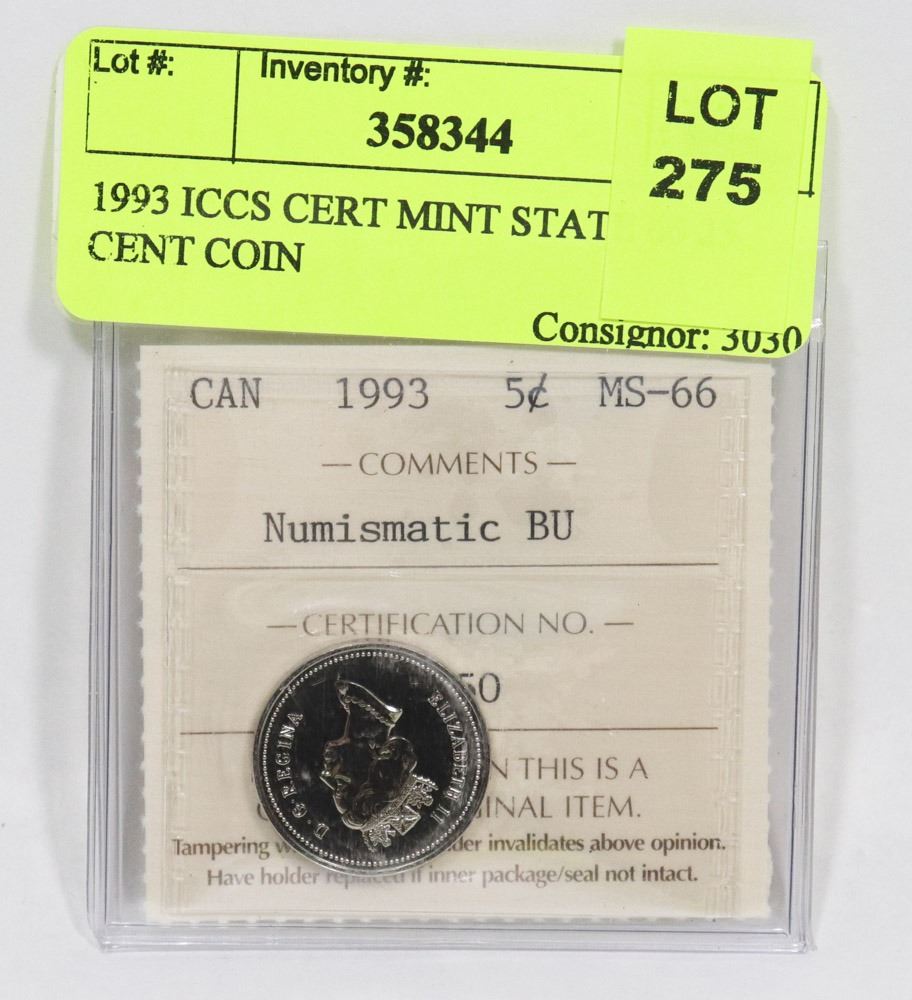 Lot #:
Inventory #:
358344
LOT
275
1993 ICCS CERT MINT STAT
CENT COIN
Consignor: 3030
CAN 1993 5¢ MS-66
— COMMENTS —
Numismatic BU
— CERTIFICATION NO. —
50
N THIS IS A
INAL ITEM.
Tampering w der invalidates above opinion.
Have holder replaced if inner package/seal not intact.
D·G·REGINA
ELIZABETH II